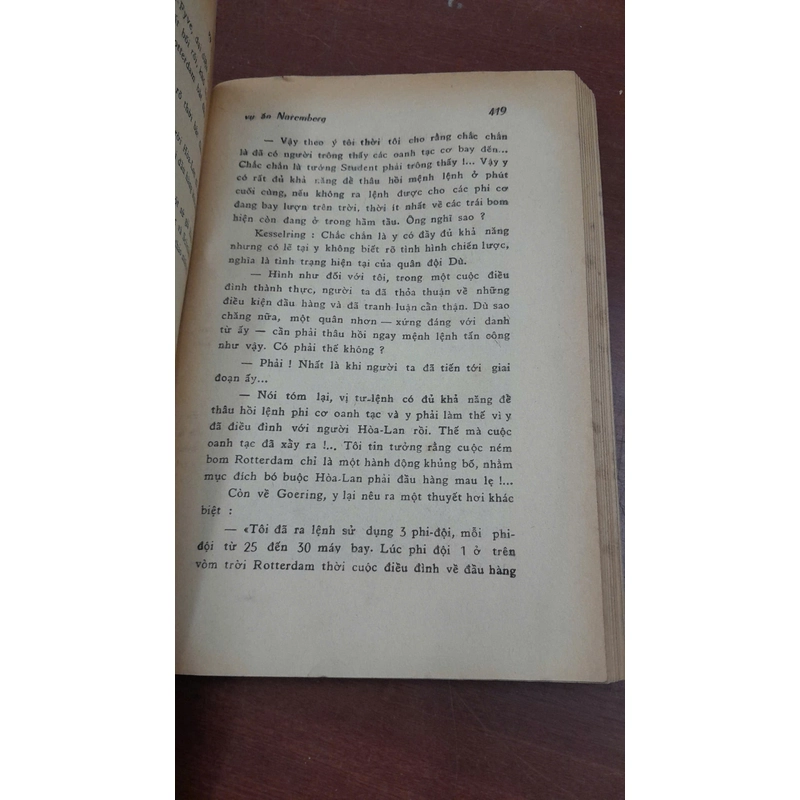 vụ án Nuremberg 419
— Vậy theo ý tôi thời tôi cho rằng chắc chắn
là đã có người trông thấy các oanh tạc cơ bay đến...
Chắc chắn là tướng Student phải trông thấy !... Vậy y
có rất đủ khả năng để thâu hồi mệnh lệnh ở phút
cuối cùng, nếu không ra lệnh được cho các phi cơ
đang bay lượn trên trời, thời ít nhất về các trái bom
hiện còn đang ở trong hầm tầu. Ông nghĩ sao ?
Kesselring : Chắc chắn là y có đầy đủ khả năng
nhưng có lẽ tại y không biết rõ tình hình chiến lược,
nghĩa là tình trạng hiện tại của quân đội Dù.
— Hình như đối với tôi, trong một cuộc điều
đình thành thực, người ta đã thỏa thuận về những
điều kiện đầu hàng và đã tranh luận cẩn thận. Dù sao
chăng nữa, một quân nhơn — xứng đáng với danh
từ ấy — cần phải thâu hồi ngay mệnh lệnh tấn công
như vậy. Có phải thế không ?
— Phải ! Nhất là khi người ta đã tiến tới giai
đoạn ấy...
— Nói tóm lại, vị tư-lệnh có đủ khả năng để
thâu hồi lệnh phi cơ oanh tạc và y phải làm thế vì y
đã điều đình với người Hòa-Lan rồi. Thế mà cuộc
oanh tạc đã xẩy ra !... Tôi tin tưởng rằng cuộc ném
bom Rotterdam chỉ là một hành động khủng bố, nhằm
mục đích bó buộc Hòa-Lan phải đầu hàng mau lẹ !...
Còn về Goering, y lại nêu ra một thuyết hơi khác
biệt :
— «Tôi đã ra lệnh sử dụng 3 phi-đội, mỗi phi-
đội từ 25 đến 30 máy bay. Lúc phi đội 1 ở trên
vòm trời Rotterdam thời cuộc điều đình về đầu hàng